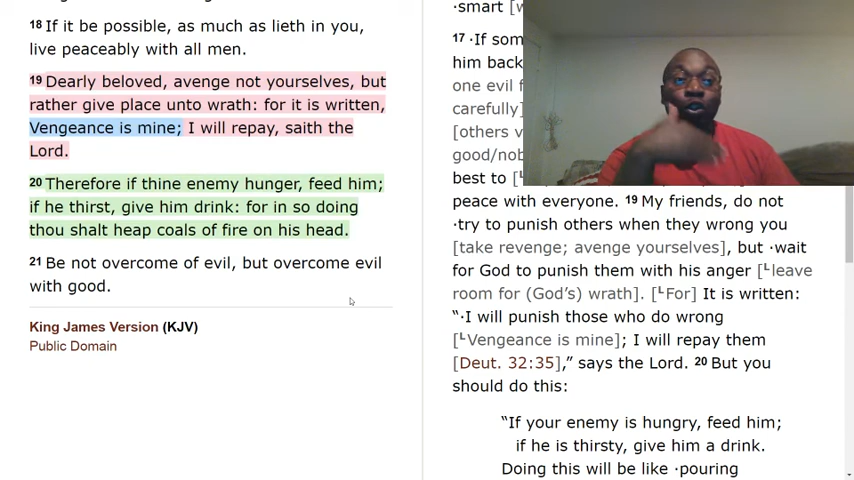 18 If it be possible, as much as lieth in you,
live peaceably with all men.
19 Dearly beloved, avenge not yourselves, but
rather give place unto wrath: for it is written,
Vengeance is mine; I will repay, saith the
Lord.
20 Therefore if thine enemy hunger, feed him;
if he thirst, give him drink: for in so doing
thou shalt heap coals of fire on his head.
21 Be not overcome of evil, but overcome evil
with good.
King James Version (KJV)
Public Domain
·smart [
17 ·If som
him back
one evil f
carefully]
[others v
good/nob
best to [L
peace with everyone. 19 My friends, do not
·try to punish others when they wrong you
[take revenge; avenge yourselves], but ·wait
for God to punish them with his anger [Lleave
room for (God's) wrath]. [LFor] It is written:
“·I will punish those who do wrong
[LVengeance is mine]; I will repay them
[Deut. 32:35],” says the Lord. 20 But you
should do this:
“If your enemy is hungry, feed him;
if he is thirsty, give him a drink.
Doing this will be like ·pouring